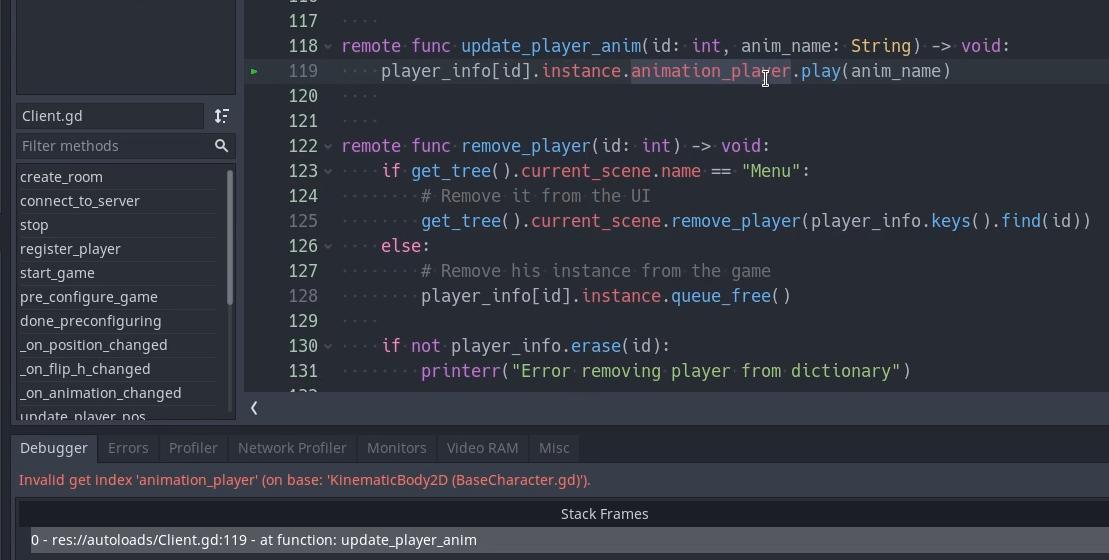 Client.gd
Filter methods
create_room
connect_to_server
stop
register_player
start_game
pre_configure_game
done_preconfiguring
_on_position_changed
_on_flip_h_changed
_on_animation_changed
update_player_pos
117
118 remote func update_player_anim(id: int, anim_name: String) -> void:
119 player_info[id].instance.animation_player.play(anim_name)
120
121
122 remote func remove_player(id: int) -> void:
123 if get_tree().current_scene.name == "Menu":
124 # Remove it from the UI
125 get_tree().current_scene.remove_player(player_info.keys().find(id))
126 else:
127 # Remove his instance from the game
128 player_info[id].instance.queue_free()
129
130 if not player_info.erase(id):
131 printerr("Error removing player from dictionary")
Debugger Errors Profiler Network Profiler Monitors Video RAM Misc
Invalid get index 'animation_player' (on base: 'KinematicBody2D (BaseCharacter.gd)').
Stack Frames
0 - res://autoloads/Client.gd:119 - at function: update_player_anim